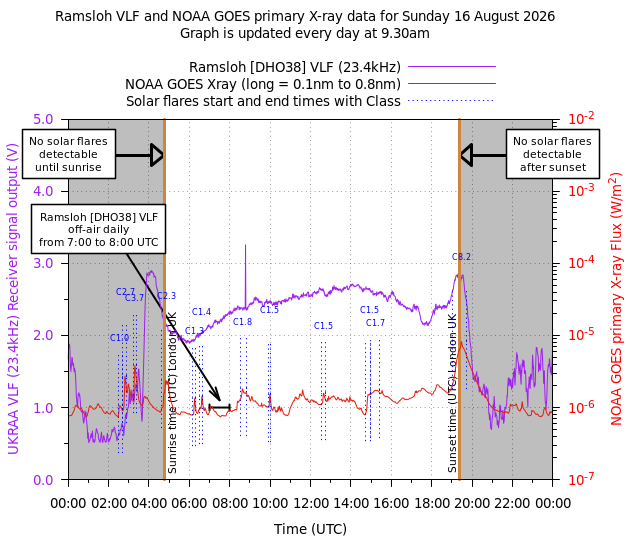 Ramsloh VLF and NOAA GOES primary X-ray data for Sunday 16 August 2026
Graph is updated every day at 9.30am
Ramsloh [DHO38] VLF (23.4kHz)
NOAA GOES Xray (long = 0.1nm to 0.8nm)
Solar flares start and end times with Class
5.0
4.0
3.0
2.0
1.0
0.0
UKRAA VLF (23.4kHz) Receiver signal output (V)
10-2
10-3
10-4
10-5
10-6
10-7
NOAA GOES primary X-ray Flux (W/m2)
No solar flares
detectable
until sunrise
No solar flares
detectable
after sunset
Ramsloh [DHO38] VLF
off-air daily
from 7:00 to 8:00 UTC
C2.7
C3.7
C2.3
C1.4
C1.3
C1.8
C1.5
C1.5
C1.5
C1.7
C8.2
Sunrise time (UTC) London UK
Sunset time (UTC) London UK
00:00 02:00 04:00 06:00 08:00 10:00 12:00 14:00 16:00 18:00 20:00 22:00 00:00
Time (UTC)